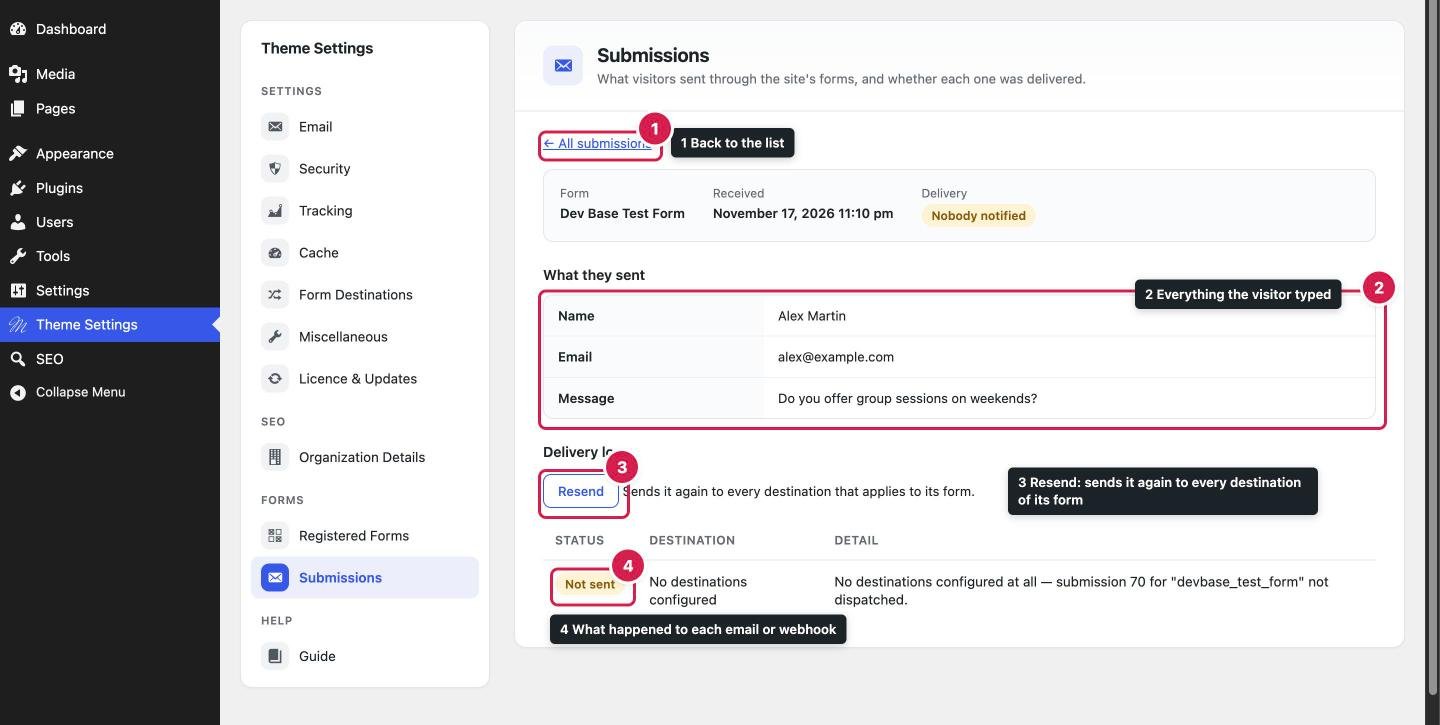 Dashboard
Media
Pages
Appearance
Plugins
Users
Tools
Settings
Theme Settings
SEO
Collapse Menu
Theme Settings
SETTINGS
Email
Security
Tracking
Cache
Form Destinations
Miscellaneous
Licence & Updates
SEO
Organization Details
FORMS
Registered Forms
Submissions
HELP
Guide
Submissions
What visitors sent through the site's forms, and whether each one was delivered.
← All submissions
1
1 Back to the list
Form
Dev Base Test Form
Received
November 17, 2026 11:10 pm
Delivery
Nobody notified
What they sent
2 Everything the visitor typed
2
Name
Alex Martin
Email
alex@example.com
Message
Do you offer group sessions on weekends?
Delivery
3
Resend
Sends it again to every destination that applies to its form.
3 Resend: sends it again to every destination
of its form
STATUS
DESTINATION
DETAIL
4
Not sent
No destinations
configured
No destinations configured at all — submission 70 for "devbase_test_form" not
dispatched.
4 What happened to each email or webhook